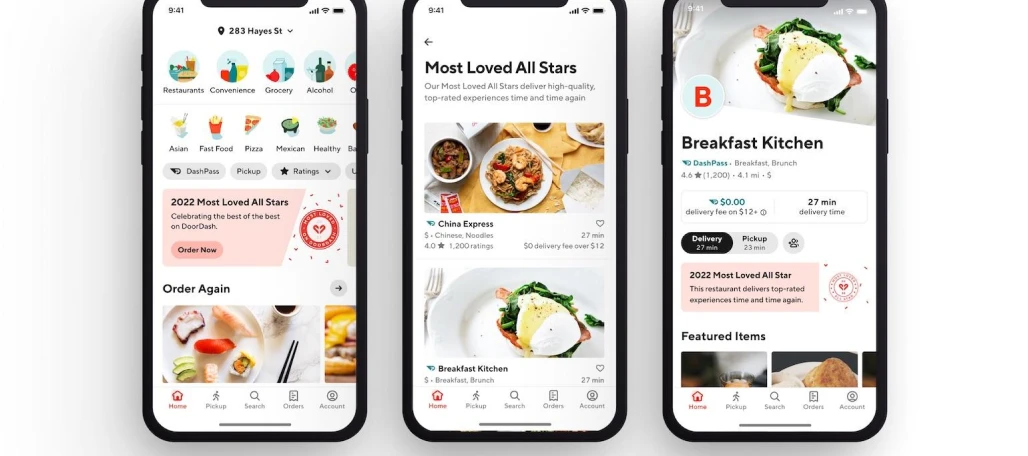 9:41
283 Hayes St
Restaurants Convenience Grocery Alcohol
Asian Fast Food Pizza Mexican Healthy
DashPass Pickup Ratings
2022 Most Loved All Stars
Celebrating the best of the best
on DoorDash.
Order Now
MOST LOVED
Order Again
Home Pickup Search Orders Account
9:41
Most Loved All Stars
Our Most Loved All Stars deliver high-quality,
top-rated experiences time and time again
China Express
$ • Chinese, Noodles 27 min
4.0 ★ 1,200 ratings $0 delivery fee over $12
Breakfast Kitchen
$ • Breakfast, Brunch 27 min
Home Pickup Search Orders Account
9:41
B
Breakfast Kitchen
DashPass • Breakfast, Brunch
4.6 ★ (1,200) • 4.1 mi • $
$0.00 27 min
delivery fee on $12+ delivery time
Delivery Pickup
27 min 23 min
2022 Most Loved All Star
This restaurant delivers top-rated
experiences time and time again.
Featured Items
Home Pickup Search Orders Account